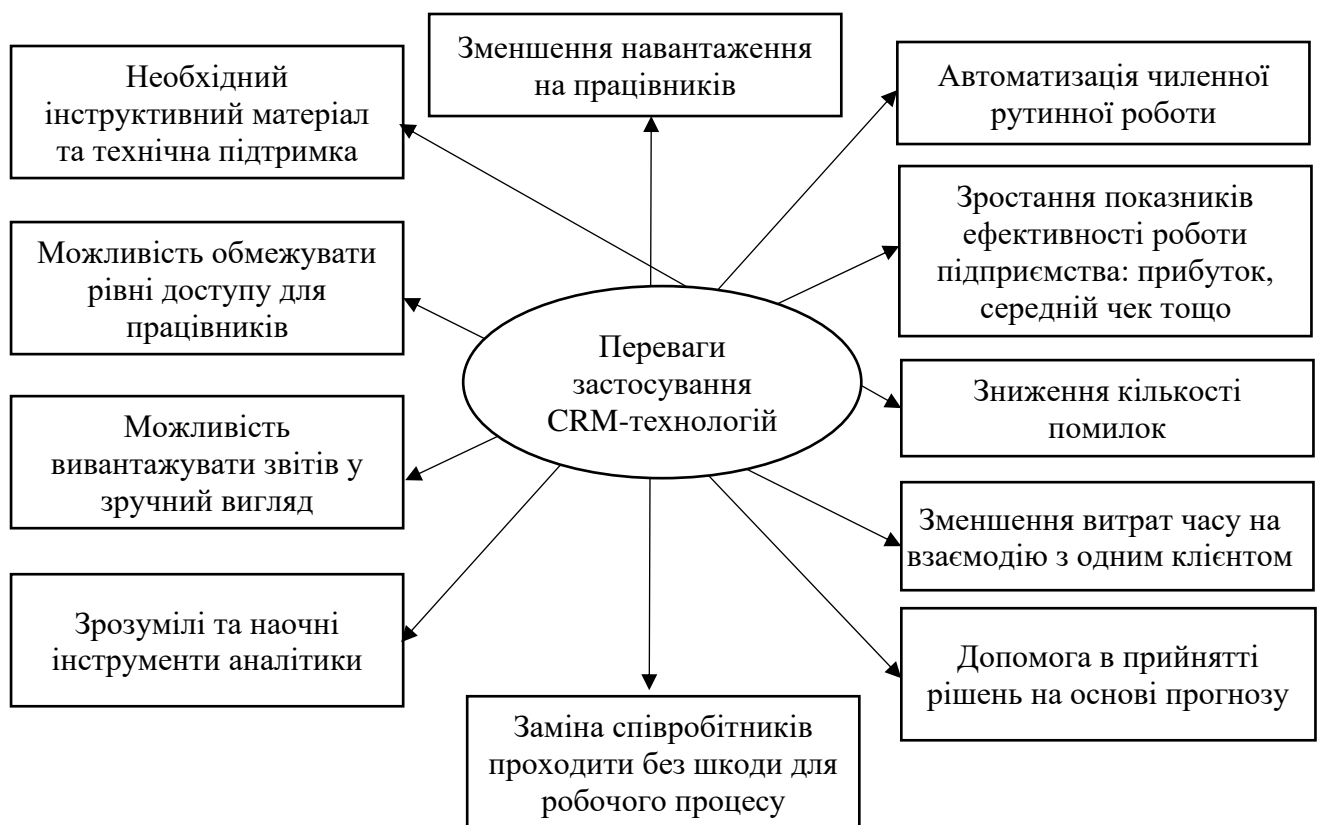 Зменшення навантаження
на працівників
Необхідний
інструктивний матеріал
та технічна підтримка
Автоматизація чиленної
рутинної роботи
Можливість обмежувати
рівні доступу для
працівників
Зростання показників
ефективності роботи
підприємства: прибуток,
середній чек тощо
Переваги
застосування
CRM-технологій
Зниження кількості
помилок
Можливість
вивантажувати звітів у
зручний вигляд
Зменшення витрат часу на
взаємодію з одним клієнтом
Зрозумілі та наочні
інструменти аналітики
Допомога в прийнятті
рішень на основі прогнозу
Заміна співробітників
проходити без шкоди для
робочого процесу